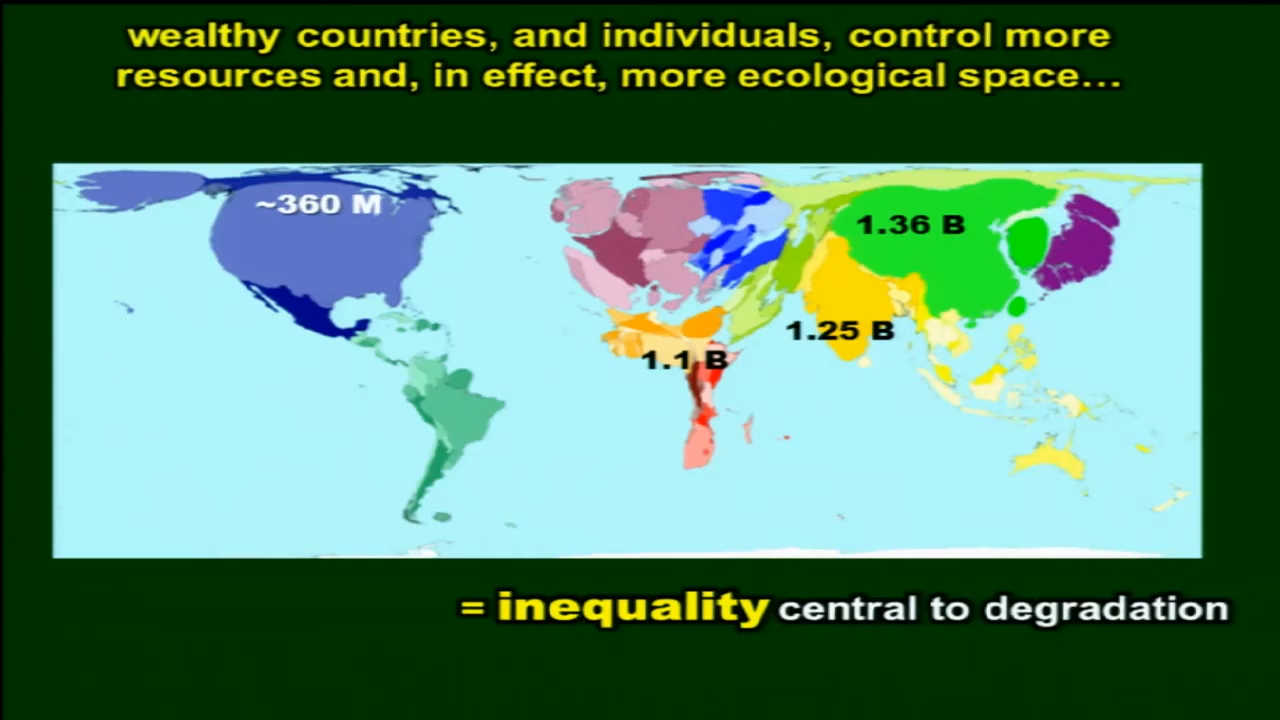 wealthy countries, and individuals, control more
resources and, in effect, more ecological space...
~360 M
1.36 B
1.25 B
1.1 B
= inequality central to degradation